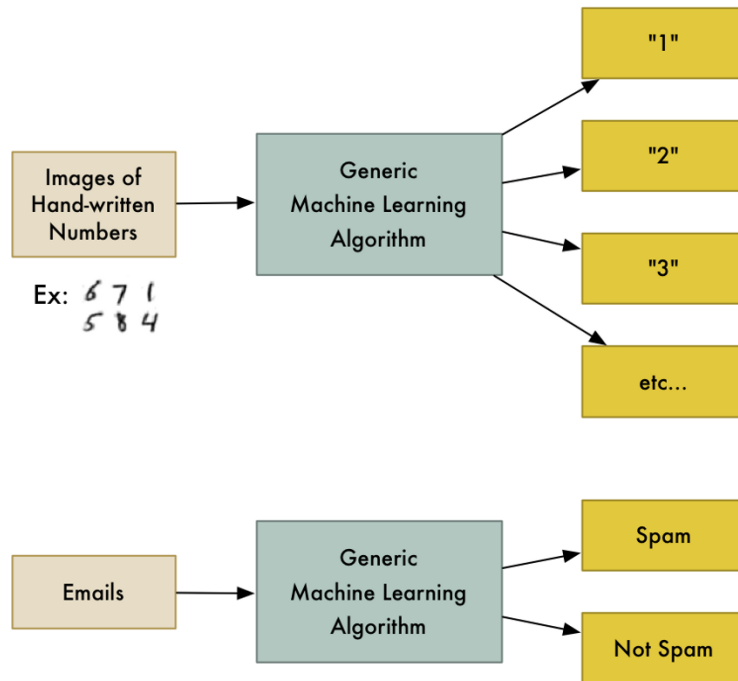 "1"
Images of
Hand-written
Numbers
Generic
Machine Learning
Algorithm
"2"
"3"
etc...
Ex: 6 7 1
5 8 4
Emails
Generic
Machine Learning
Algorithm
Spam
Not Spam